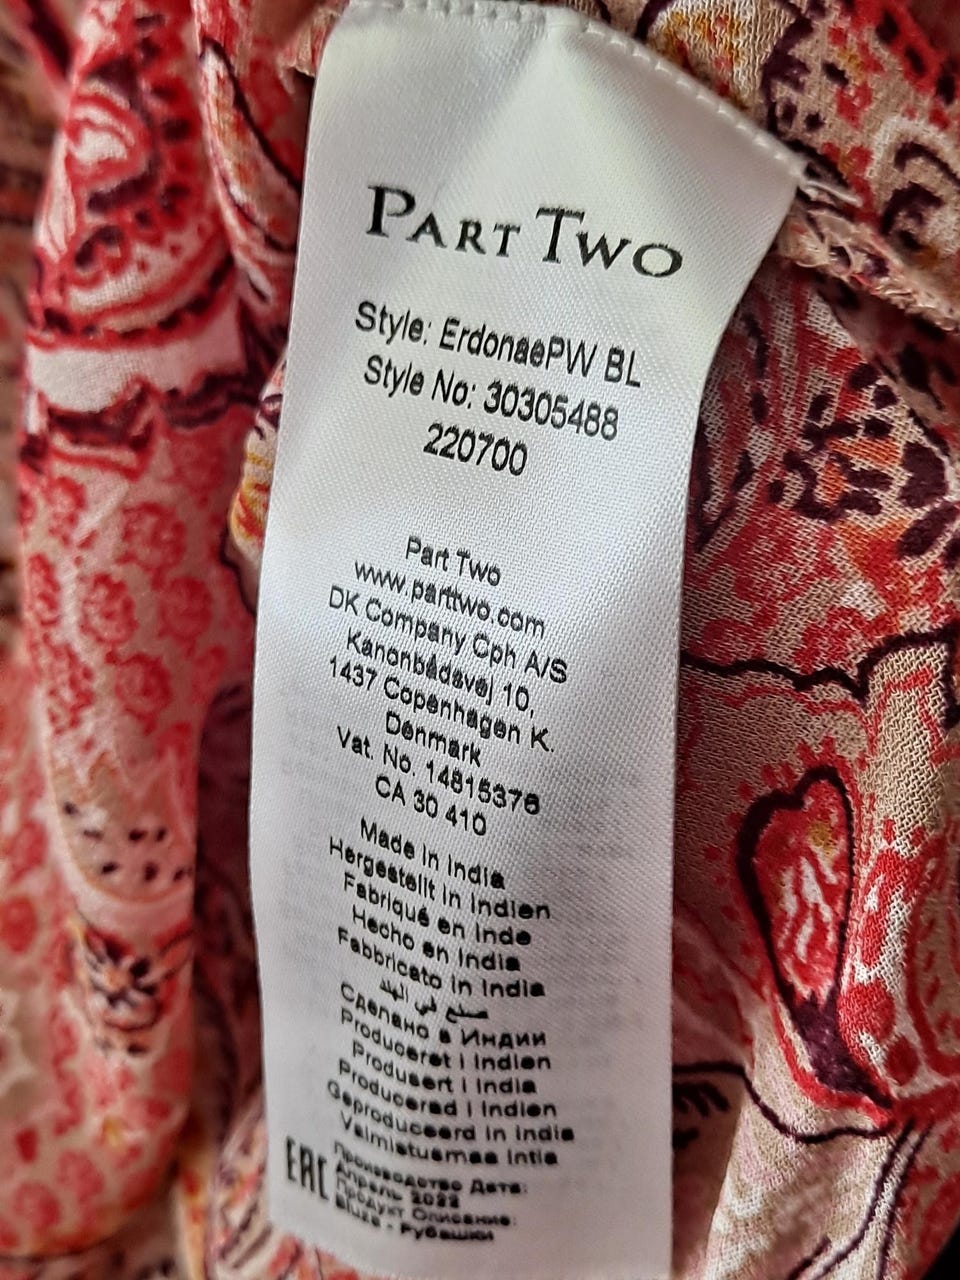 PART TWO
Style: ErdonaePW BL
Style No: 30305488
220700
Part Two
www.parttwo.com
DK Company Cph A/S
Kanonbådsvej 10,
1437 Copenhagen K.
Denmark
Vat. No. 14815376
CA 30 410
Made in India
Hergestellt in Indien
Fabriqué en Inde
Hecho en India
Fabbricato in India
صنع في الهند
Сделано в Индии
Produceret i Indien
Produsert i India
Producerad i Indien
Geproduceerd in India
Valmistusmaa Intia
EAC
Производство Дата:
Апрель 2022
Продукт Описание:
- Рубашки